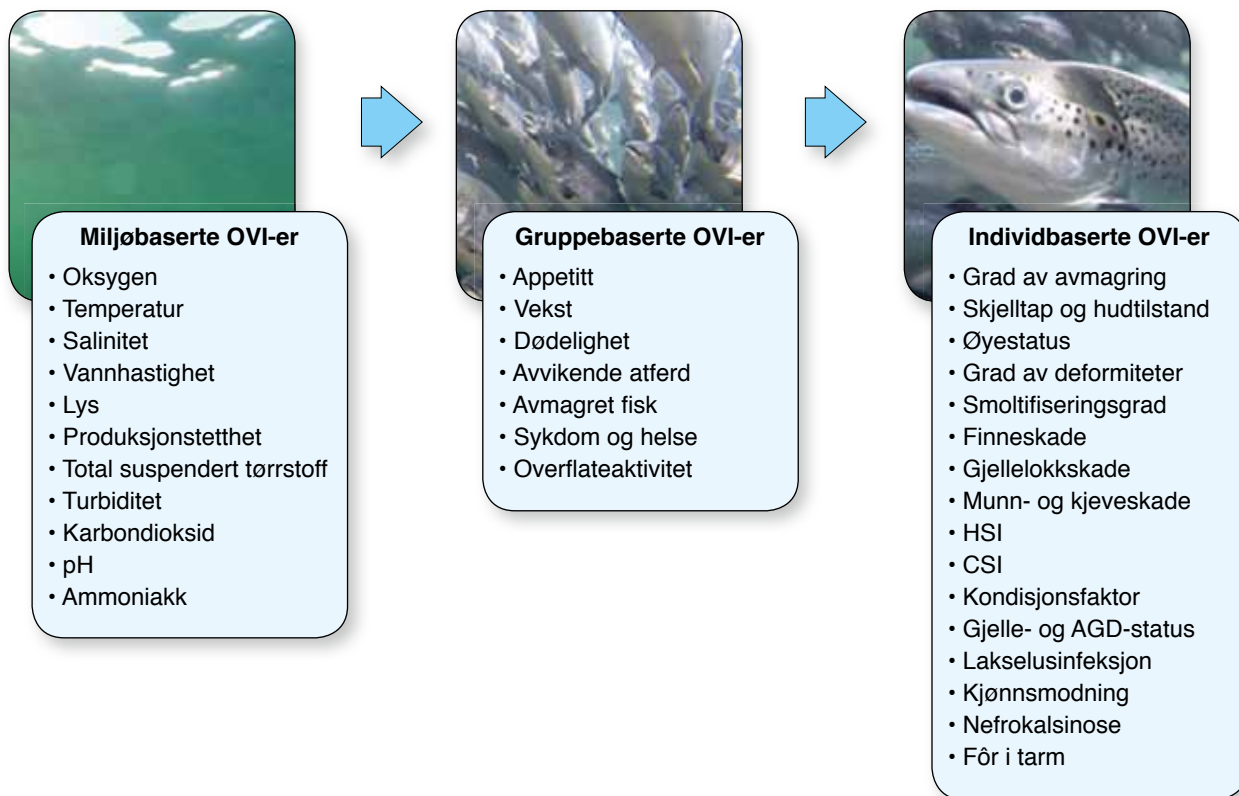 Miljøbaserte OVI-er
• Oksygen
• Temperatur
• Salinitet
• Vannhastighet
• Lys
• Produksjonstetthet
• Total suspendert tørrstoff
• Turbiditet
• Karbondioksid
• pH
• Ammoniakk
Gruppebaserte OVI-er
• Appetitt
• Vekst
• Dødelighet
• Avvikende atferd
• Avmagret fisk
• Sykdom og helse
• Overflateaktivitet
Individbaserte OVI-er
• Grad av avmagring
• Skjelltap og hudtilstand
• Øyestatus
• Grad av deformiteter
• Smoltifiseringsgrad
• Finneskade
• Gjellelokkskade
• Munn- og kjeveskade
• HSI
• CSI
• Kondisjonsfaktor
• Gjelle- og AGD-status
• Lakselusinfeksjon
• Kjønnsmodning
• Nefrokalsinose
• Fôr i tarm